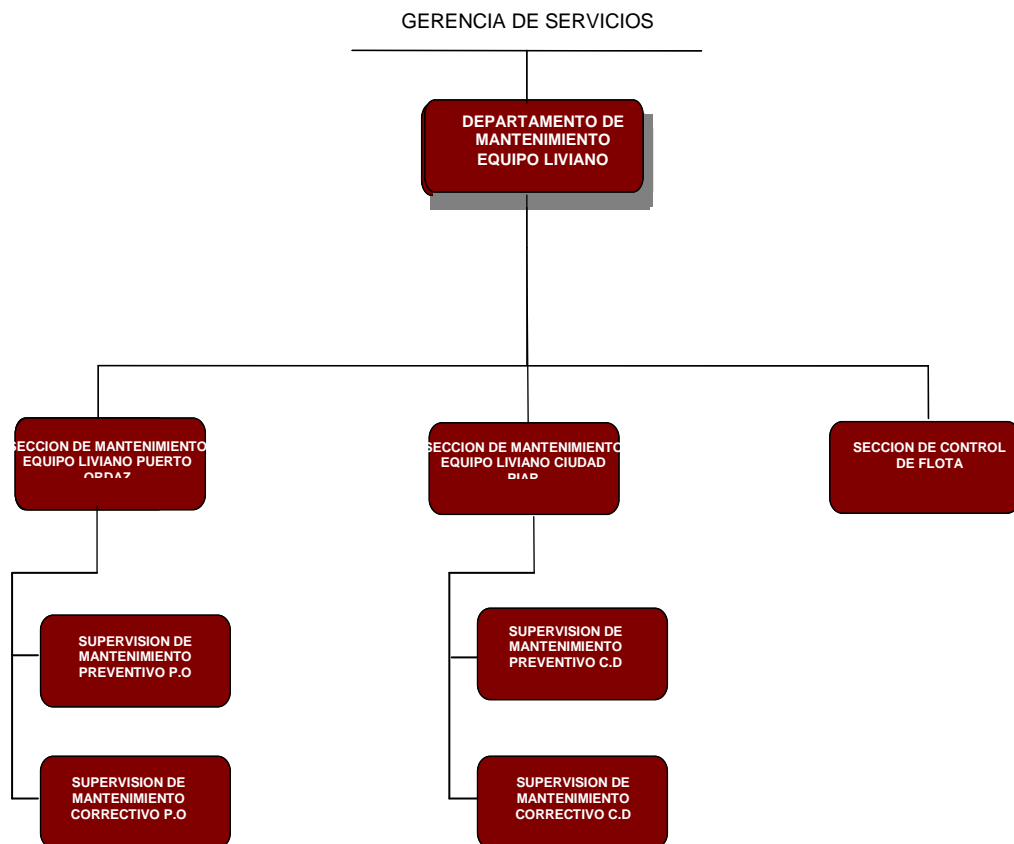 GERENCIA DE SERVICIOS
DEPARTAMENTO DE
MANTENIMIENTO
EQUIPO LIVIANO
SECCION DE MANTENIMIENTO
EQUIPO LIVIANO PUERTO
ORDAZ
SECCION DE MANTENIMIENTO
EQUIPO LIVIANO CIUDAD
PIAR
SECCION DE CONTROL
DE FLOTA
SUPERVISION DE
MANTENIMIENTO
PREVENTIVO P.O
SUPERVISION DE
MANTENIMIENTO
PREVENTIVO C.D
SUPERVISION DE
MANTENIMIENTO
CORRECTIVO P.O
SUPERVISION DE
MANTENIMIENTO
CORRECTIVO C.D